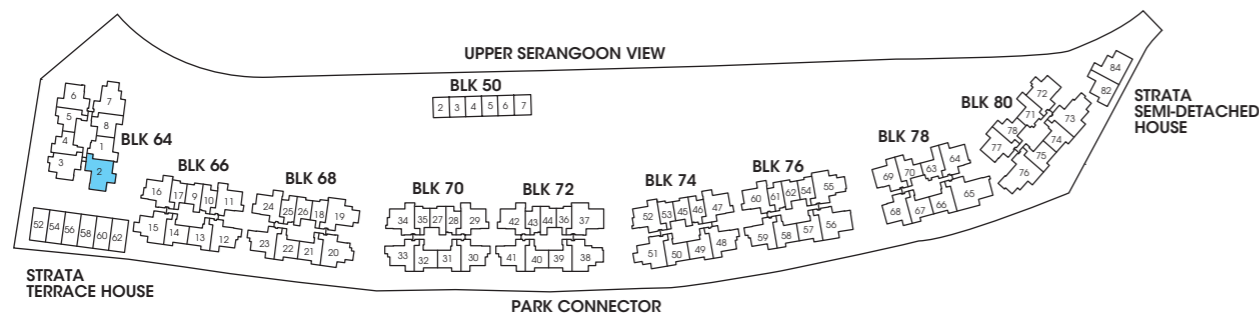 UPPER SERANGOON VIEW
BLK 50
2 3 4 5 6 7
BLK 64
6 7
5 8
4 1
3 2
BLK 66
16 17 9 10 11
15 14 13 12
BLK 68
24 25 26 18 19
23 22 21 20
BLK 70
34 35 27 28 29
33 32 31 30
BLK 72
42 43 44 36 37
41 40 39 38
BLK 74
52 53 45 46 47
51 50 49 48
BLK 76
60 61 62 54 55
59 58 57 56
BLK 78
69 70 63 64
68 67 66 65
BLK 80
72
71 73
78 74
77 75
76
84
82
STRATA
SEMI-DETACHED
HOUSE
52 54 56 58 60 62
STRATA
TERRACE HOUSE
PARK CONNECTOR